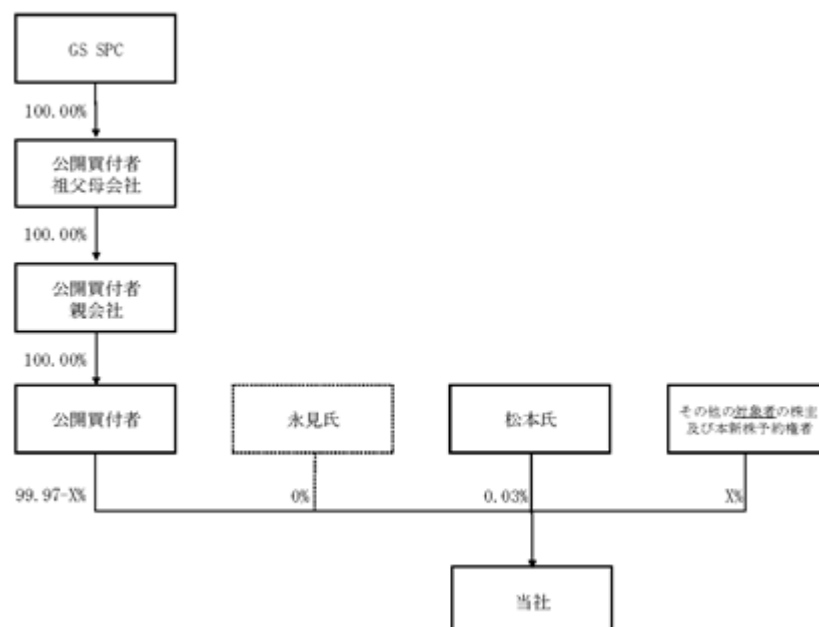 GS SPC
100.00%
公開買付者
祖父母会社
100.00%
公開買付者
親会社
100.00%
公開買付者
永見氏
松本氏
その他の対象者の株主
及び本新株予約権者
99.97-X%
0%
0.03%
X%
当社